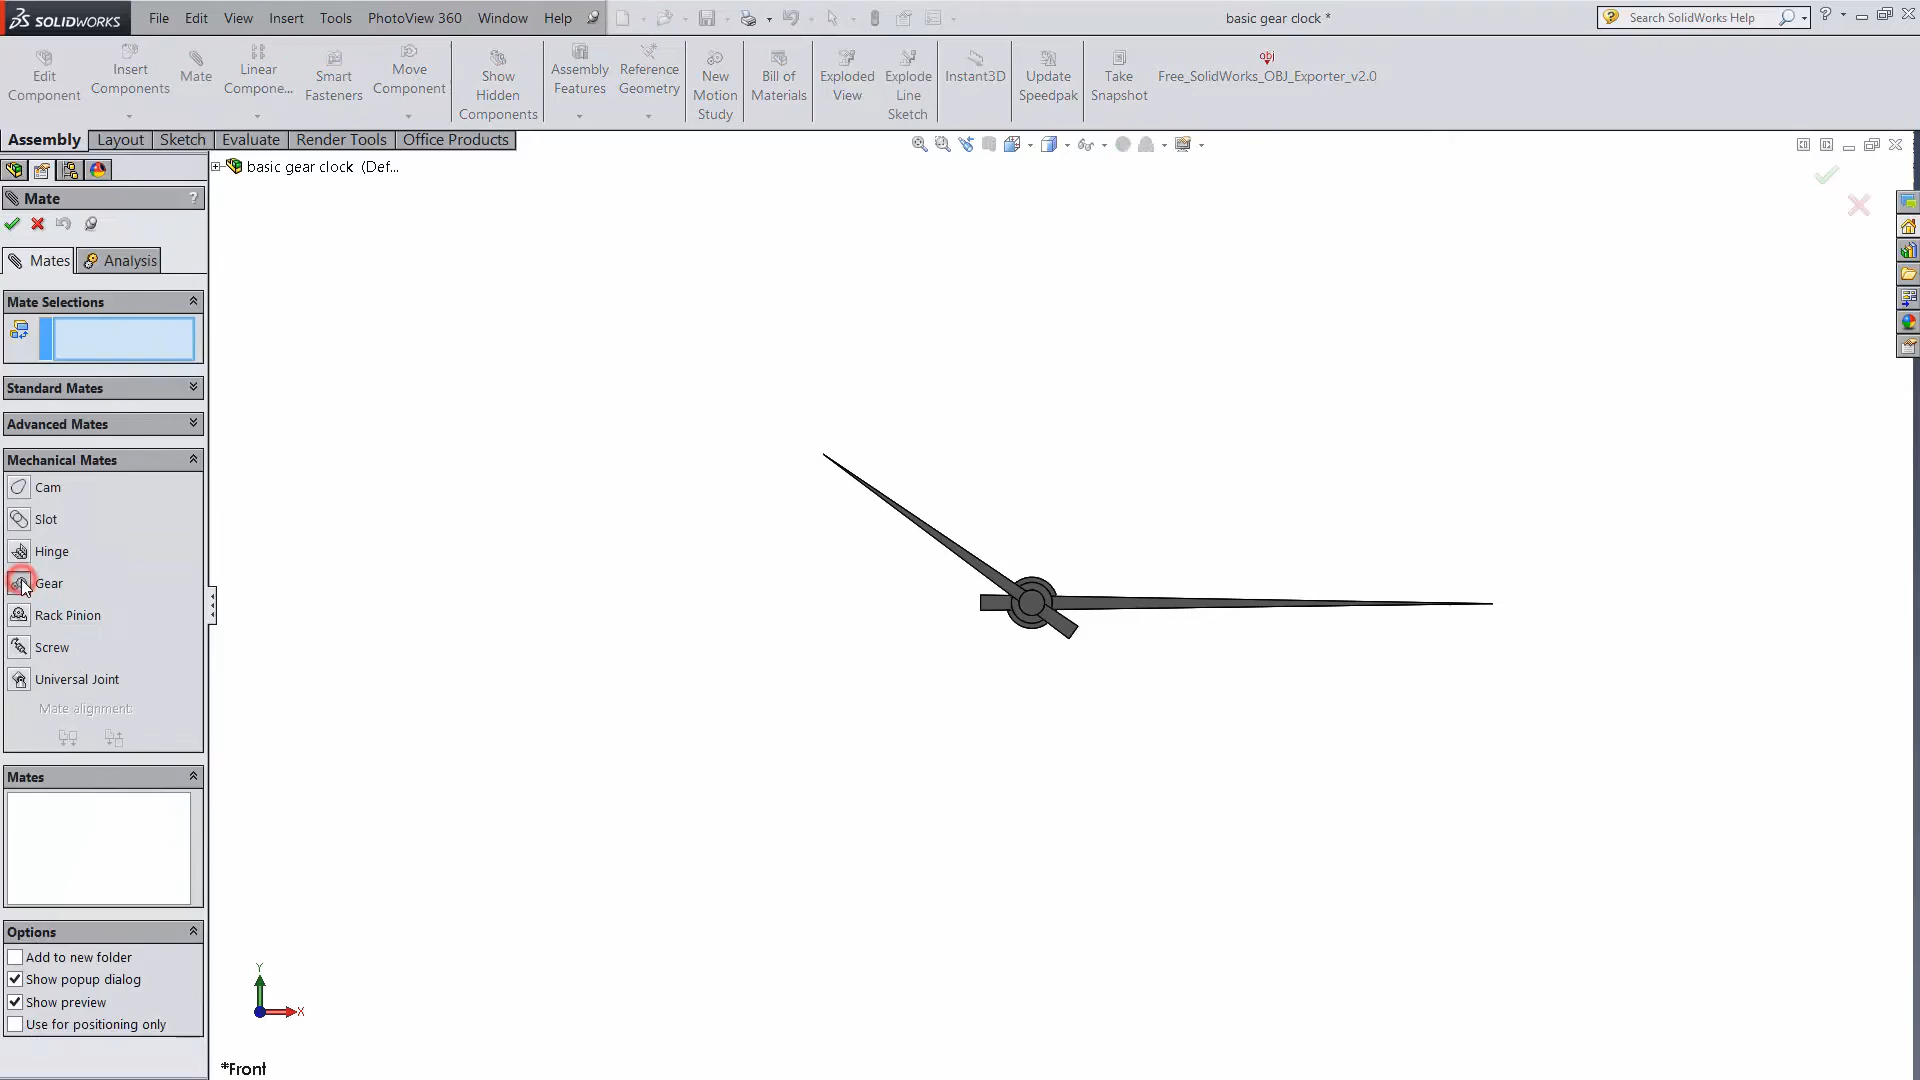 SOLIDWORKS File Edit View Insert Tools PhotoView 360 Window Help basic gear clock * Search SolidWorks Help ?
Edit Component
Insert Components
Mate
Linear Compone...
Smart Fasteners
Move Component
Show Hidden Components
Assembly Features
Reference Geometry
New Motion Study
Bill of Materials
Exploded View
Explode Line Sketch
Instant3D
Update Speedpak
Take Snapshot
obj
Free_SolidWorks_OBJ_Exporter_v2.0
Assembly Layout Sketch Evaluate Render Tools Office Products
basic gear clock (Def...
Mate ?
Mates Analysis
Mate Selections
Standard Mates
Advanced Mates
Mechanical Mates
Cam
Slot
Hinge
Gear
Rack Pinion
Screw
Universal Joint
Mate alignment:
Mates
Options
Add to new folder
Show popup dialog
Show preview
Use for positioning only
Y
X
*Front